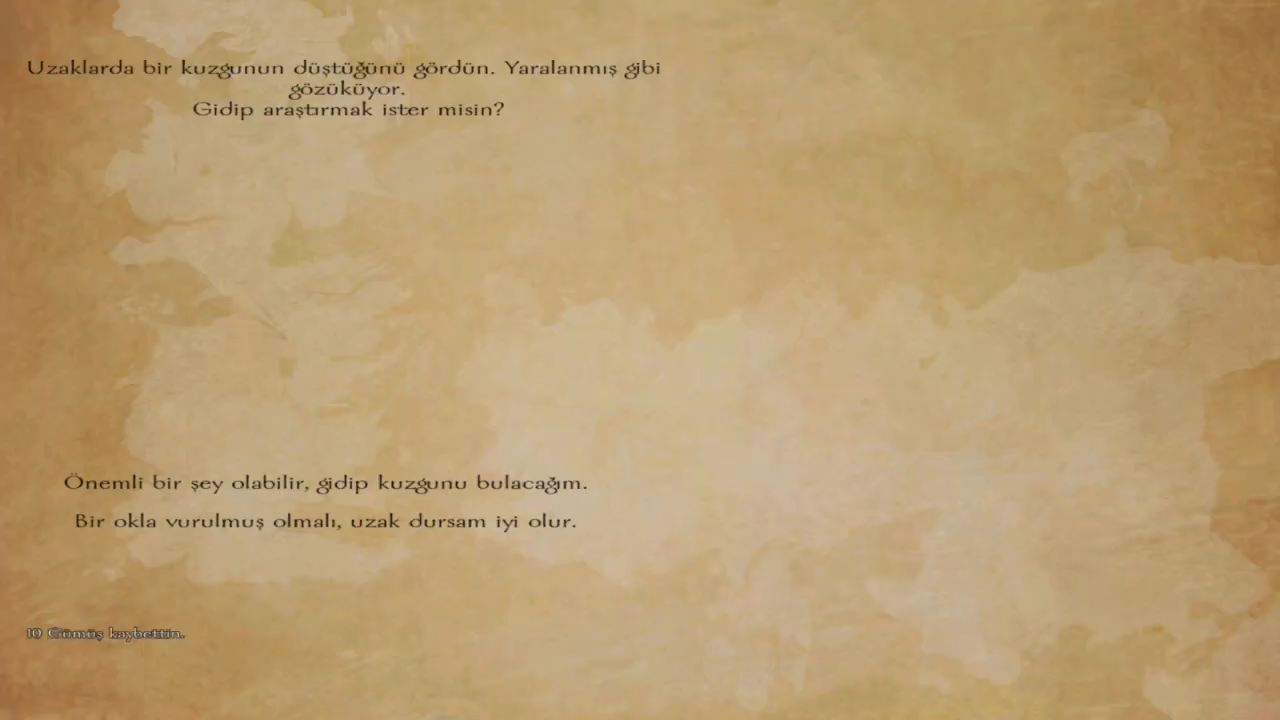 Uzaklarda bir kuzgunun düştüğünü gördün. Yaralanmış gibi
gözüküyor.
Gidip araştırmak ister misin?
Önemli bir şey olabilir, gidip kuzgunu bulacağım.
Bir okla vurulmuş olmalı, uzak dursam iyi olur.
10 Gümüş kaybettin.